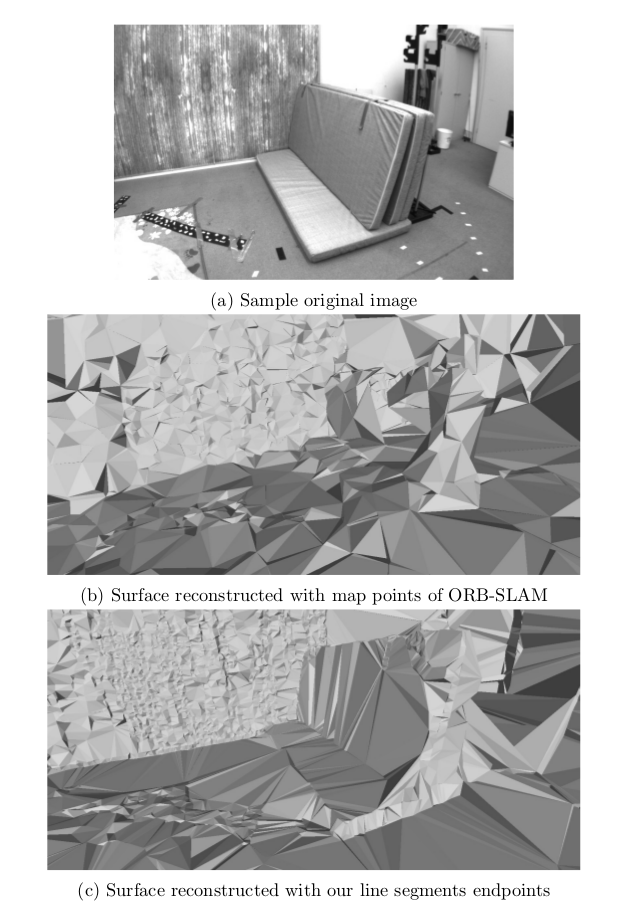 (a) Sample original image
(b) Surface reconstructed with map points of ORB-SLAM
(c) Surface reconstructed with our line segments endpoints